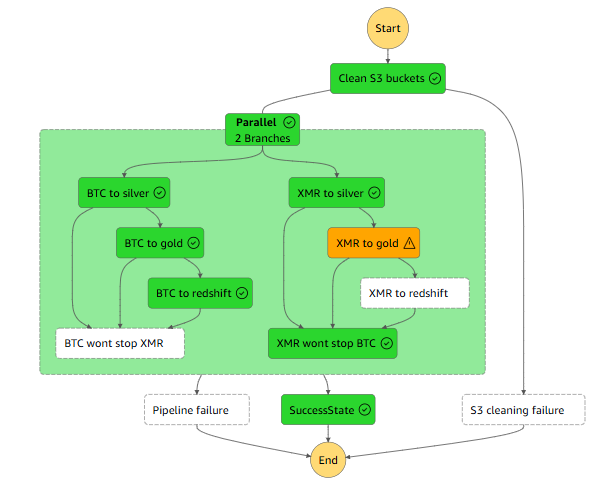 Start
Clean S3 buckets
Parallel
2 Branches
BTC to silver
XMR to silver
BTC to gold
XMR to gold
BTC to redshift
XMR to redshift
BTC wont stop XMR
XMR wont stop BTC
Pipeline failure
SuccessState
S3 cleaning failure
End